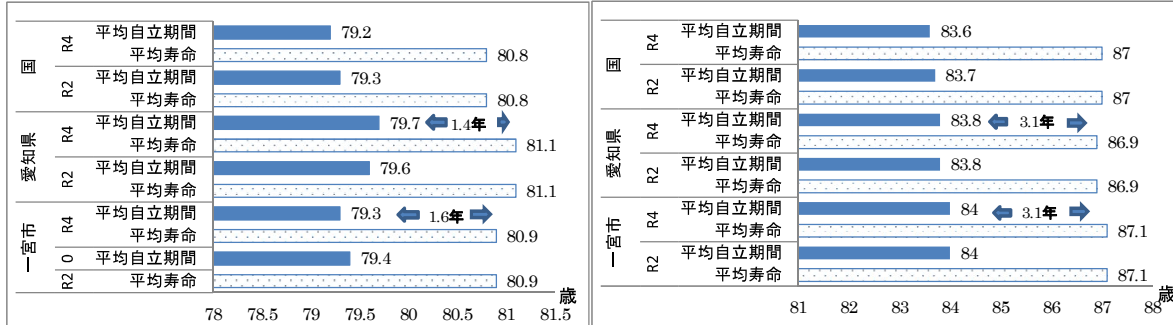 国
R4
平均自立期間
79.2
平均寿命
80.8
R2
平均自立期間
79.3
平均寿命
80.8
愛知県
R4
平均自立期間
79.7
1.4年
平均寿命
81.1
R2
平均自立期間
79.6
平均寿命
81.1
一宮市
R4
平均自立期間
79.3
1.6年
平均寿命
80.9
R2 0
平均自立期間
79.4
平均寿命
80.9
歳
78 78.5 79 79.5 80 80.5 81 81.5
国
R4
平均自立期間
83.6
平均寿命
87
R2
平均自立期間
83.7
平均寿命
87
愛知県
R4
平均自立期間
83.8
3.1年
平均寿命
86.9
R2
平均自立期間
83.8
平均寿命
86.9
一宮市
R4
平均自立期間
84
3.1年
平均寿命
87.1
R2
平均自立期間
84
平均寿命
87.1
歳
81 82 83 84 85 86 87 88